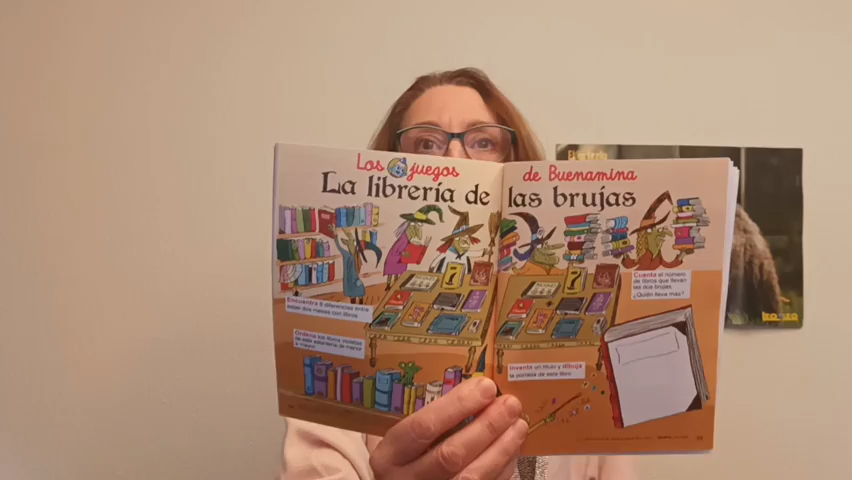 Los juegos de Buenamina
La librería de las brujas
Encuentra 8 diferencias entre
estas dos mesas con libros.
Ordena los libros violetas
de esta estantería de menor
a mayor.
Cuenta el número
de libros que llevan
las dos brujas.
¿Quién lleva más?
Inventa un título y dibuja
la portada de este libro.